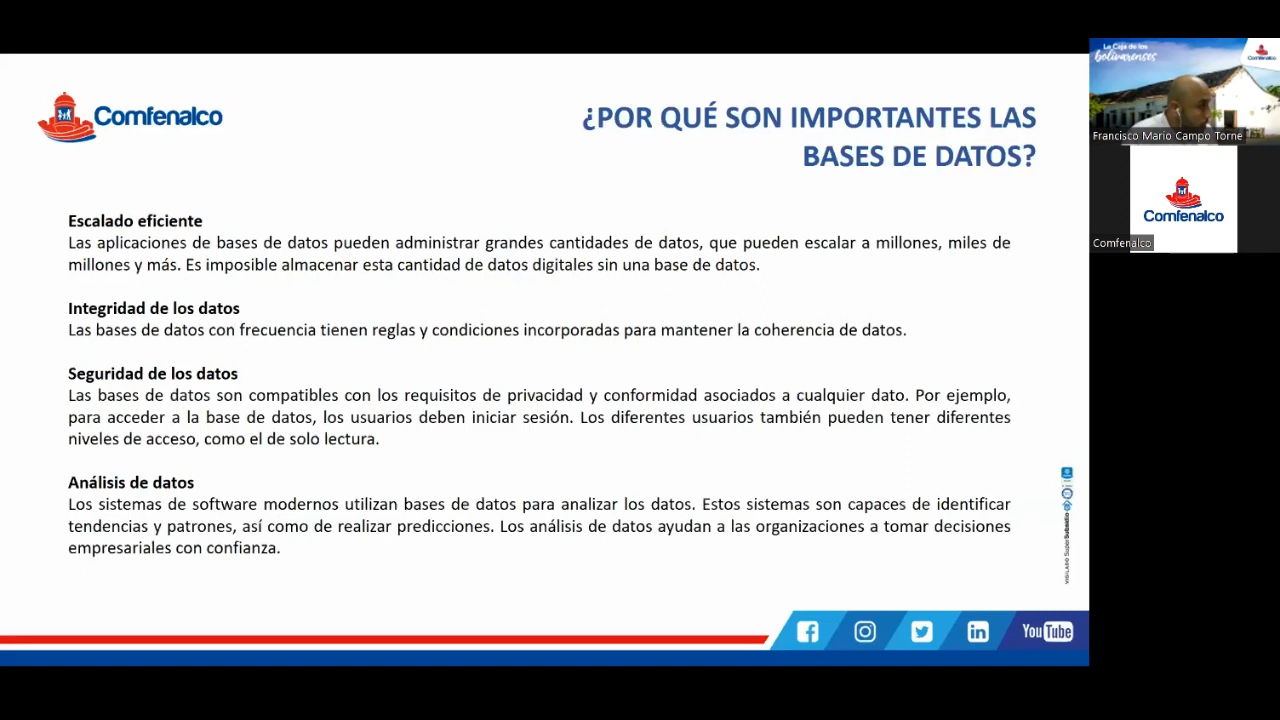 Comfenalco
¿POR QUÉ SON IMPORTANTES LAS
BASES DE DATOS?
Escalado eficiente
Las aplicaciones de bases de datos pueden administrar grandes cantidades de datos, que pueden escalar a millones, miles de
millones y más. Es imposible almacenar esta cantidad de datos digitales sin una base de datos.
Integridad de los datos
Las bases de datos con frecuencia tienen reglas y condiciones incorporadas para mantener la coherencia de datos.
Seguridad de los datos
Las bases de datos son compatibles con los requisitos de privacidad y conformidad asociados a cualquier dato. Por ejemplo,
para acceder a la base de datos, los usuarios deben iniciar sesión. Los diferentes usuarios también pueden tener diferentes
niveles de acceso, como el de solo lectura.
Análisis de datos
Los sistemas de software modernos utilizan bases de datos para analizar los datos. Estos sistemas son capaces de identificar
tendencias y patrones, así como de realizar predicciones. Los análisis de datos ayudan a las organizaciones a tomar decisiones
empresariales con confianza.
VIGILADO SuperSubsidio
YouTube
La Caja de los
bolivarenses
Comfenalco
Francisco Mario Campo Torne
Comfenalco
Comfenalco